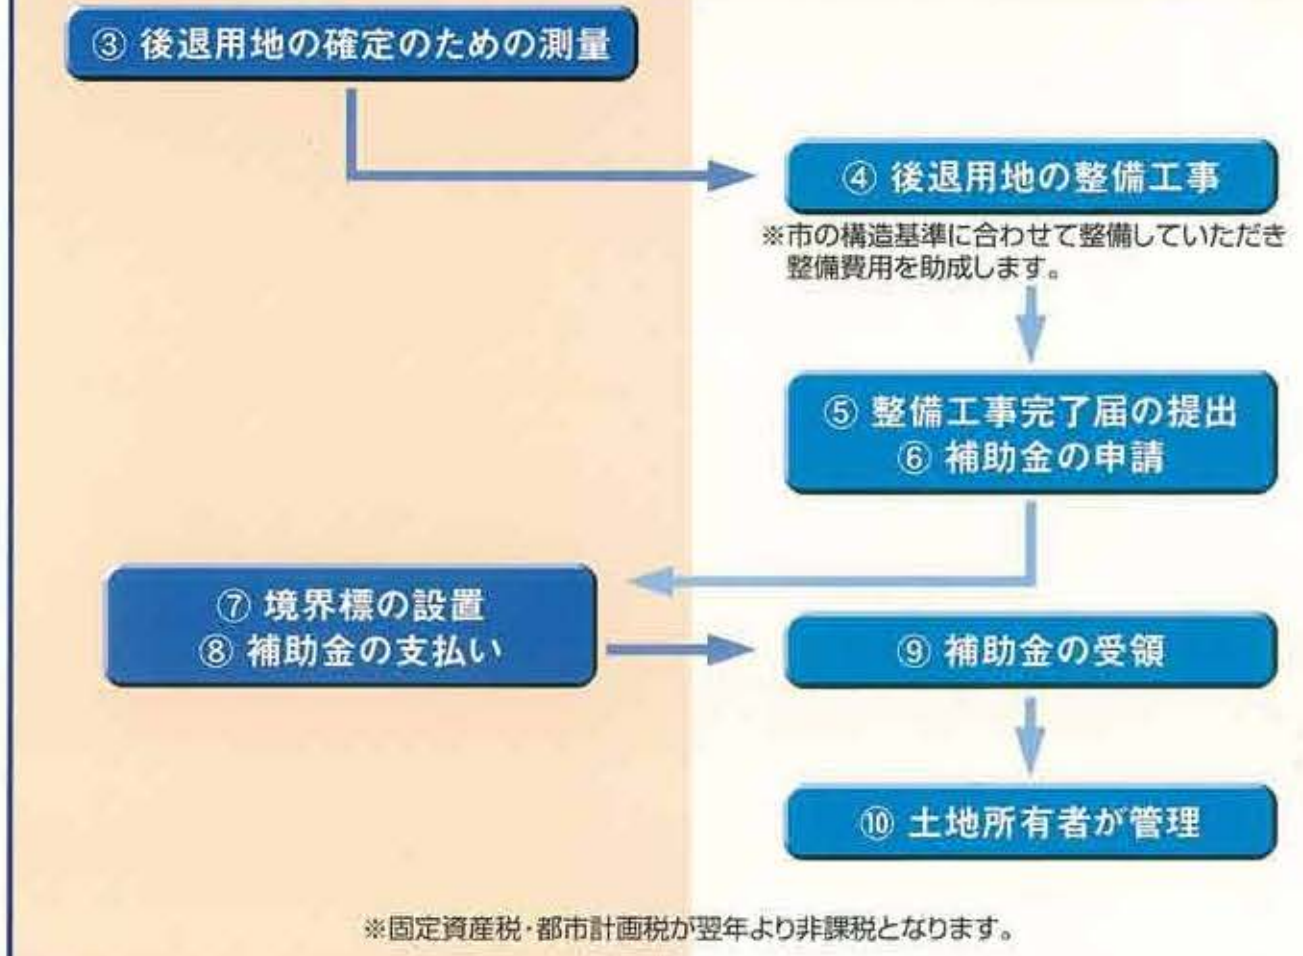 ③ 後退用地の確定のための測量
④ 後退用地の整備工事
※市の構造基準に合わせて整備していただき
整備費用を助成します。
⑤ 整備工事完了届の提出
⑥ 補助金の申請
⑦ 境界標の設置
⑧ 補助金の支払い
⑨ 補助金の受領
⑩ 土地所有者が管理
※固定資産税・都市計画税が翌年より非課税となります。